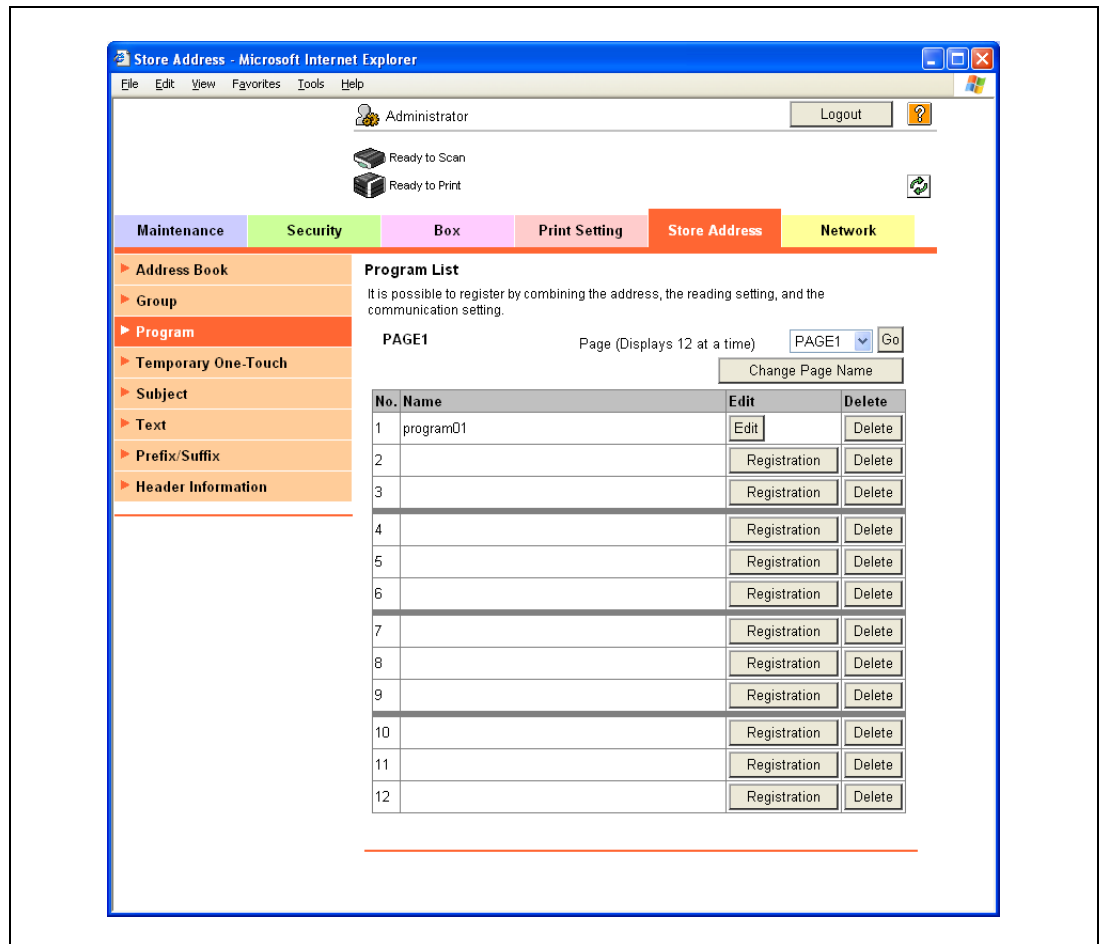 Store Address - Microsoft Internet Explorer
File Edit View Favorites Tools Help
Administrator Logout ?
Ready to Scan
Ready to Print
Maintenance Security Box Print Setting Store Address Network
Address Book
Group
Program
Temporary One-Touch
Subject
Text
Prefix/Suffix
Header Information
Program List
It is possible to register by combining the address, the reading setting, and the
communication setting.
PAGE1 Page (Displays 12 at a time) PAGE1 Go
Change Page Name
No. Name Edit Delete
1 program01 Edit Delete
2 Registration Delete
3 Registration Delete
4 Registration Delete
5 Registration Delete
6 Registration Delete
7 Registration Delete
8 Registration Delete
9 Registration Delete
10 Registration Delete
11 Registration Delete
12 Registration Delete